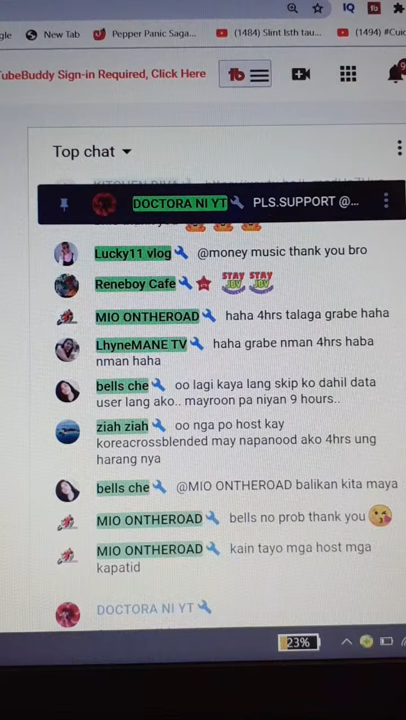 gle New Tab Pepper Panic Saga... (1484) Slint Isth tau... (1494) #Cuid
TubeBuddy Sign-in Required, Click Here
Top chat
DOCTORA NI YT PLS.SUPPORT @...
Lucky11 vlog @money music thank you bro
Reneboy Cafe STAY JBV STAY JBV
MIO ONTHEROAD haha 4hrs talaga grabe haha
LhyneMANE TV haha grabe nman 4hrs haba
nman haha
bells che oo lagi kaya lang skip ko dahil data
user lang ako.. mayroon pa niyan 9 hours..
ziah ziah oo nga po host kay
koreacrossblended may napanood ako 4hrs ung
harang nya
bells che @MIO ONTHEROAD balikan kita maya
MIO ONTHEROAD bells no prob thank you
MIO ONTHEROAD kain tayo mga host mga
kapatid
DOCTORA NI YT
23%